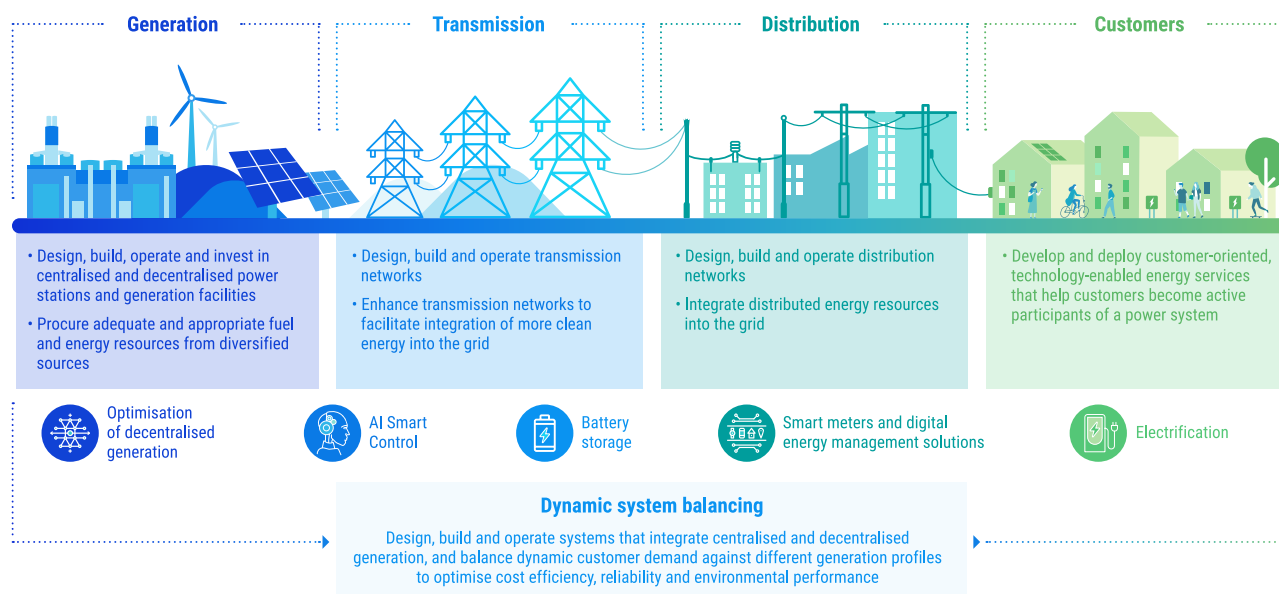 Generation
Transmission
Distribution
Customers
• Design, build, operate and invest in
centralised and decentralised power
stations and generation facilities
• Procure adequate and appropriate fuel
and energy resources from diversified
sources
• Design, build and operate transmission
networks
• Enhance transmission networks to
facilitate integration of more clean
energy into the grid
• Design, build and operate distribution
networks
• Integrate distributed energy resources
into the grid
• Develop and deploy customer-oriented,
technology-enabled energy services
that help customers become active
participants of a power system
Optimisation
of decentralised
generation
AI Smart
Control
Battery
storage
Smart meters and digital
energy management solutions
Electrification
Dynamic system balancing
Design, build and operate systems that integrate centralised and decentralised
generation, and balance dynamic customer demand against different generation profiles
to optimise cost efficiency, reliability and environmental performance